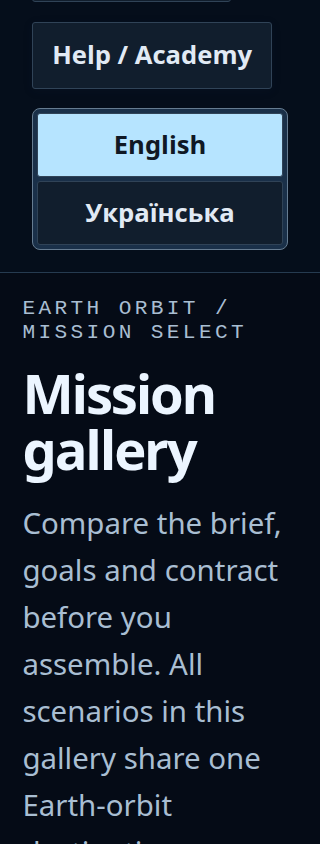 Help / Academy
English
Українська
EARTH ORBIT /
MISSION SELECT
Mission
gallery
Compare the brief,
goals and contract
before you
assemble. All
scenarios in this
gallery share one
Earth-orbit